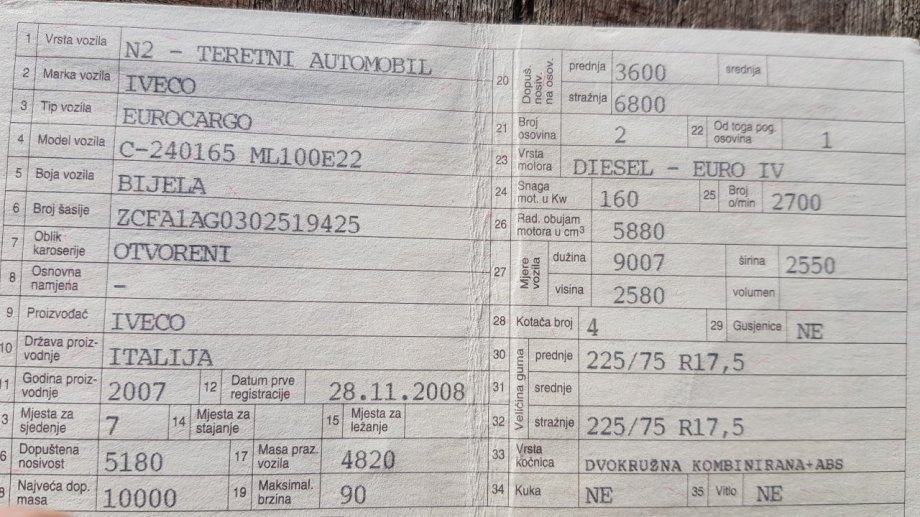 1 Vrsta vozila N2 - TERETNI AUTOMOBIL
2 Marka vozila IVECO
3 Tip vozila EUROCARGO
4 Model vozila C-240165 ML100E22
5 Boja vozila BIJELA
6 Broj šasije ZCFA1AG0302519425
7 Oblik karoserije OTVORENI
8 Osnovna namjena -
9 Proizvođač IVECO
10 Država proizvodnje ITALIJA
11 Godina proiz-vodnje 2007 12 Datum prve registracije 28.11.2008
3 Mjesta za sjedenje 7 14 Mjesta za stajanje 15 Mjesta za ležanje
6 Dopuštena nosivost 5180 17 Masa praz. vozila 4820
8 Najveća dop. masa 10000 19 Maksimal. brzina 90
20 Dopuš. nosiv. na osov. prednja 3600 srednja
stražnja 6800
21 Broj osovina 2 22 Od toga pog. osovina 1
23 Vrsta motora DIESEL - EURO IV
24 Snaga mot. u Kw 160 25 Broj o/min 2700
26 Rad. obujam motora u cm³ 5880
27 Mjere vozila dužina 9007 širina 2550
visina 2580 volumen
28 Kotača broj 4 29 Gusjenice NE
30 Veličina guma prednje 225/75 R17,5
31 srednje
32 stražnje 225/75 R17,5
33 Vrsta kočnica DVOKRUŽNA KOMBINIRANA+ABS
34 Kuka NE 35 Vitlo NE